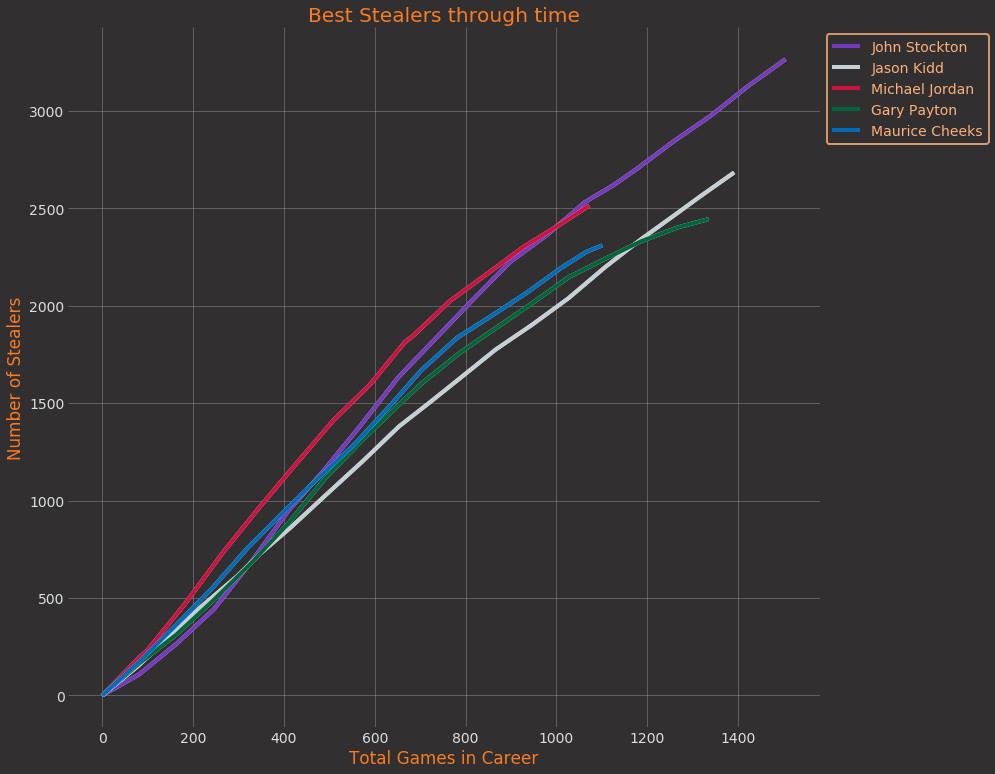 Best Stealers through time
John Stockton
Jason Kidd
Michael Jordan
Gary Payton
Maurice Cheeks
Number of Stealers
3000
2500
2000
1500
1000
500
0
0 200 400 600 800 1000 1200 1400
Total Games in Career